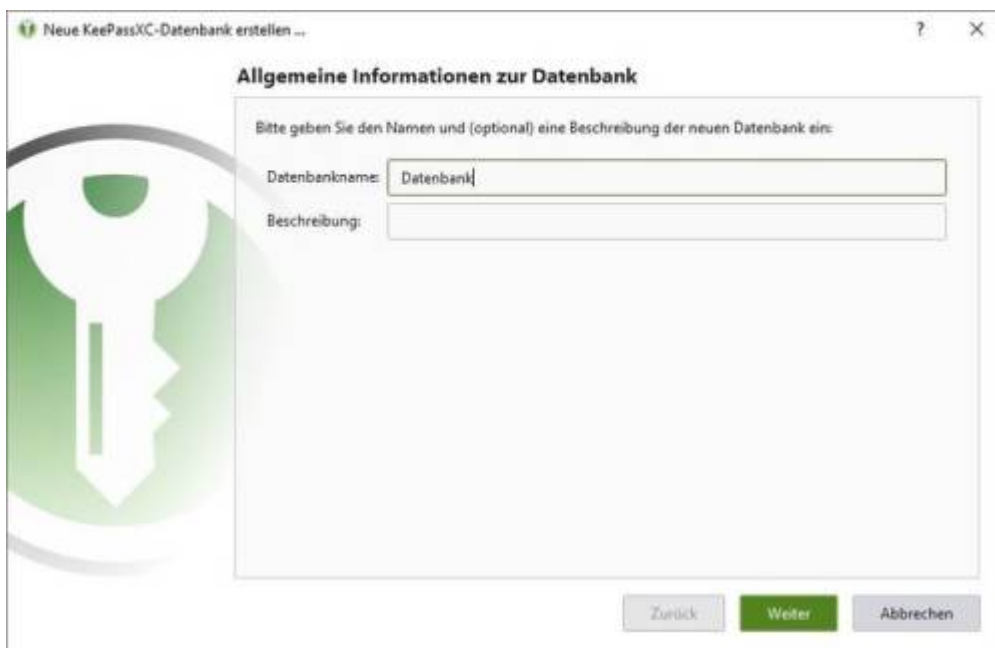 Neue KeePassXC-Datenbank erstellen ...
Allgemeine Informationen zur Datenbank
Bitte geben Sie den Namen und (optional) eine Beschreibung der neuen Datenbank ein:
Datenbankname: Datenbank
Beschreibung:
Zurück Weiter Abbrechen